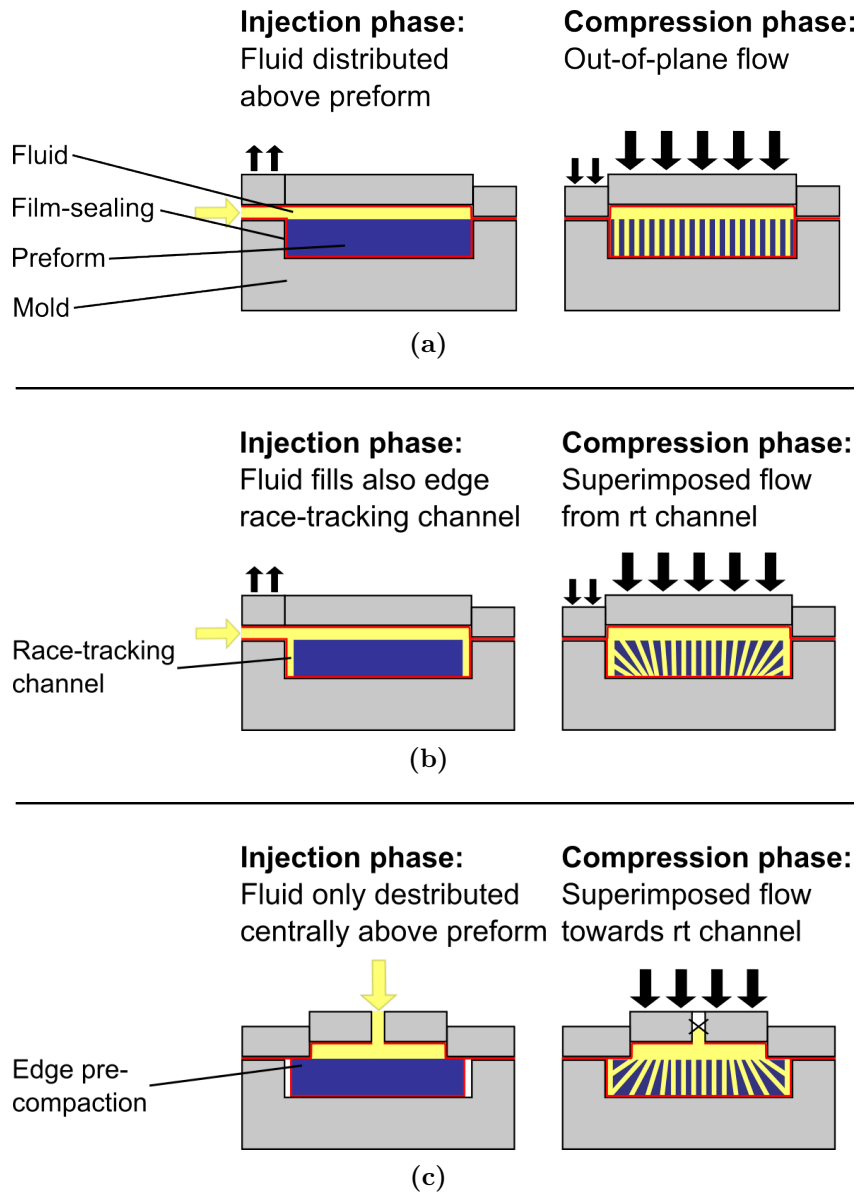 Injection phase:
Fluid distributed
above preform
Compression phase:
Out-of-plane flow
Fluid
Film-sealing
Preform
Mold
(a)
Injection phase:
Fluid fills also edge
race-tracking channel
Compression phase:
Superimposed flow
from rt channel
Race-tracking
channel
(b)
Injection phase:
Fluid only destributed
centrally above preform
Compression phase:
Superimposed flow
towards rt channel
Edge pre-
compaction
(c)